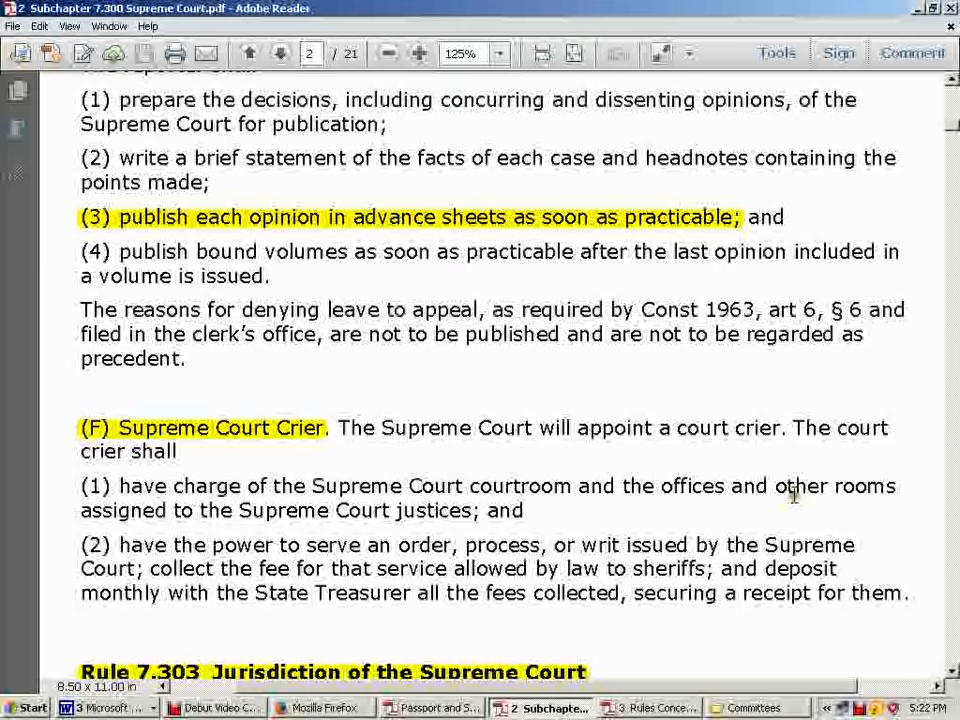 2 Subchapter 7.300 Supreme Court.pdf - Adobe Reader
File Edit View Window Help
2 / 21 125% Tools Sign Comment
(1) prepare the decisions, including concurring and dissenting opinions, of the
Supreme Court for publication;
(2) write a brief statement of the facts of each case and headnotes containing the
points made;
(3) publish each opinion in advance sheets as soon as practicable; and
(4) publish bound volumes as soon as practicable after the last opinion included in
a volume is issued.
The reasons for denying leave to appeal, as required by Const 1963, art 6, § 6 and
filed in the clerk's office, are not to be published and are not to be regarded as
precedent.
(F) Supreme Court Crier. The Supreme Court will appoint a court crier. The court
crier shall
(1) have charge of the Supreme Court courtroom and the offices and other rooms
assigned to the Supreme Court justices; and
(2) have the power to serve an order, process, or writ issued by the Supreme
Court; collect the fee for that service allowed by law to sheriffs; and deposit
monthly with the State Treasurer all the fees collected, securing a receipt for them.
Rule 7.303 Jurisdiction of the Supreme Court
8.50 x 11.00 in
Start 3 Microsoft ... Debut Video C... Mozilla Firefox Passport and S... 2 Subchapte... 3 Rules Conce... Committees « 5:22 PM